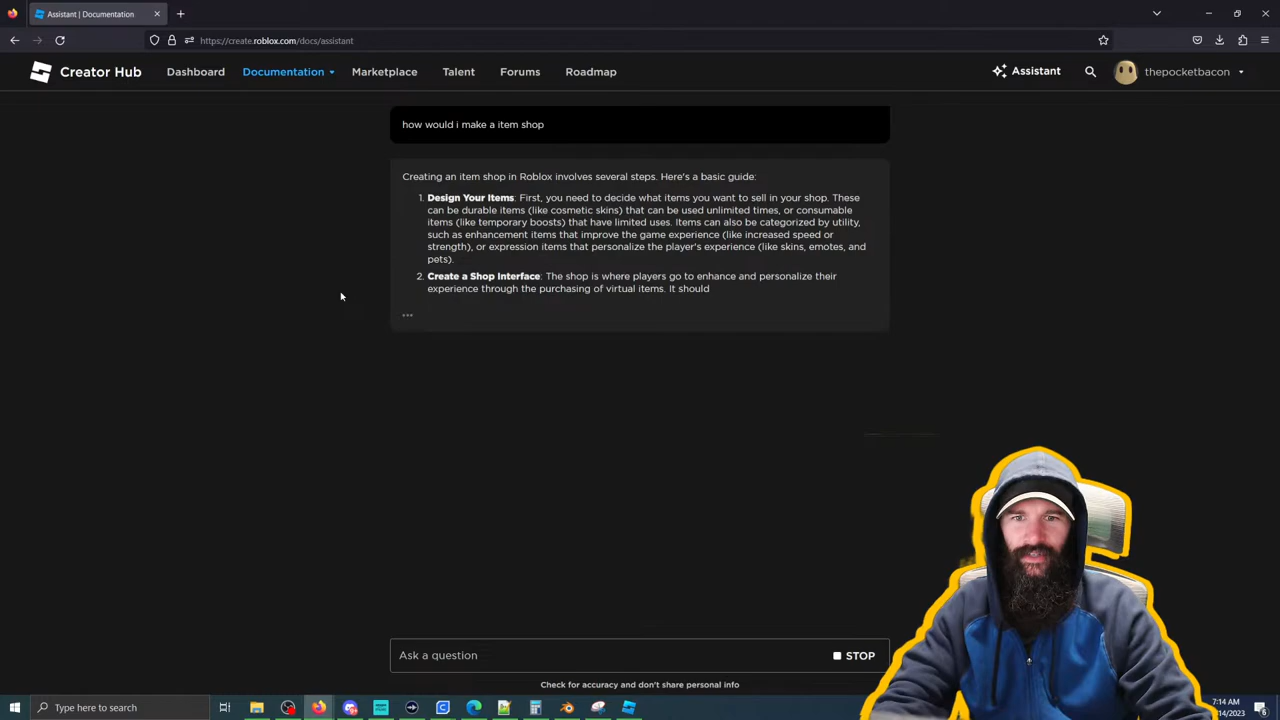 Assistant | Documentation
https://create.roblox.com/docs/assistant
Creator Hub Dashboard Documentation Marketplace Talent Forums Roadmap Assistant thepocketbacon
how would i make a item shop
Creating an item shop in Roblox involves several steps. Here's a basic guide:
1. Design Your Items: First, you need to decide what items you want to sell in your shop. These
can be durable items (like cosmetic skins) that can be used unlimited times, or consumable
items (like temporary boosts) that have limited uses. Items can also be categorized by utility,
such as enhancement items that improve the game experience (like increased speed or
strength), or expression items that personalize the player's experience (like skins, emotes, and
pets).
2. Create a Shop Interface: The shop is where players go to enhance and personalize their
experience through the purchasing of virtual items. It should
...
Ask a question STOP
Check for accuracy and don't share personal info
Type here to search
7:14 AM
14/2023
6